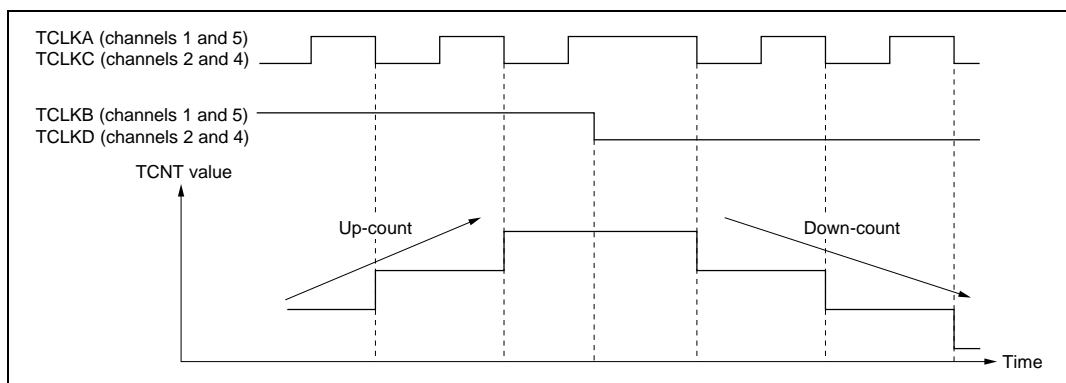 TCLKA (channels 1 and 5)
TCLKC (channels 2 and 4)
TCLKB (channels 1 and 5)
TCLKD (channels 2 and 4)
TCNT value
Up-count
Down-count
Time